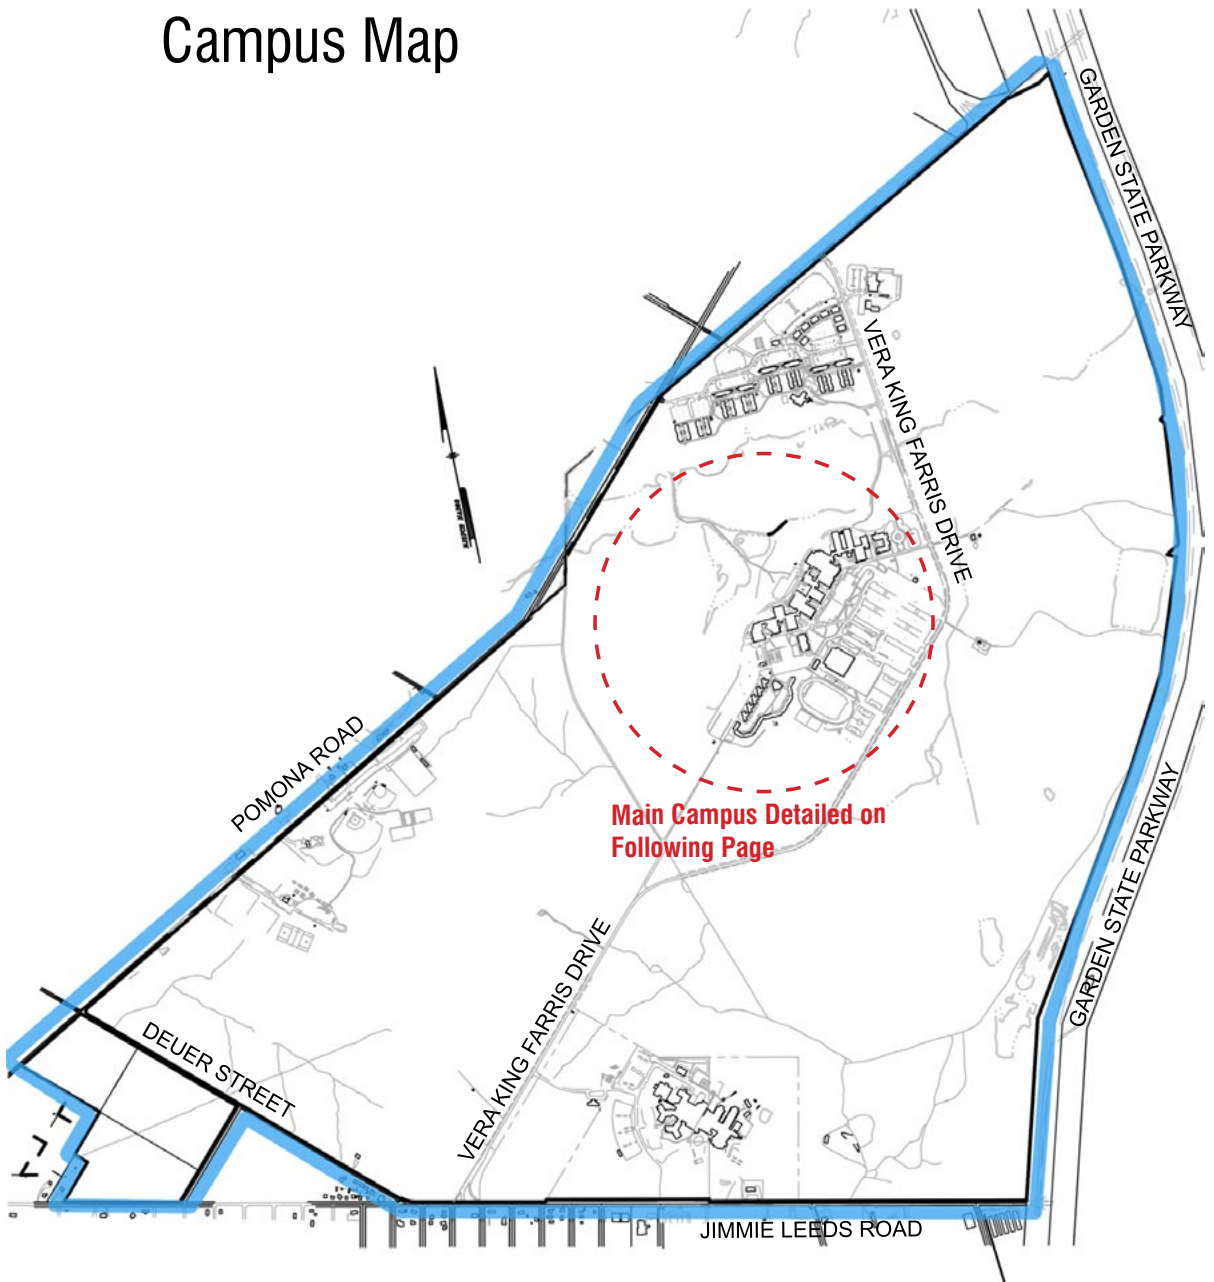 Campus Map
GARDEN STATE PARKWAY
VERA KING FARRIS DRIVE
POMONA ROAD
Main Campus Detailed on
Following Page
GARDEN STATE PARKWAY
VERA KING FARRIS DRIVE
DEUER STREET
JIMMIE LEEDS ROAD